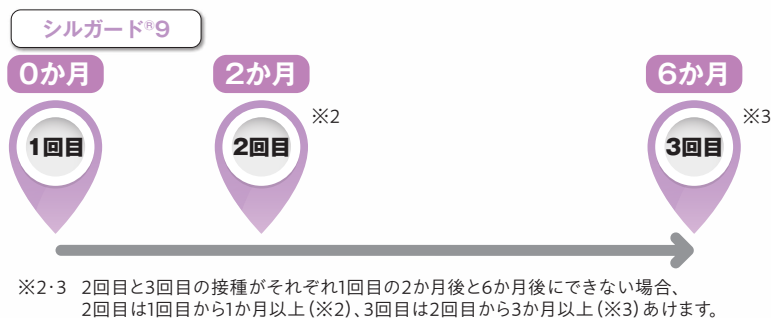 シルガード®9
0か月 2か月 6か月
※2 ※3
1回目 2回目 3回目
※2・3 2回目と3回目の接種がそれぞれ1回目の2か月後と6か月後にできない場合、
2回目は1回目から1か月以上(※2)、3回目は2回目から3か月以上(※3)あけます。